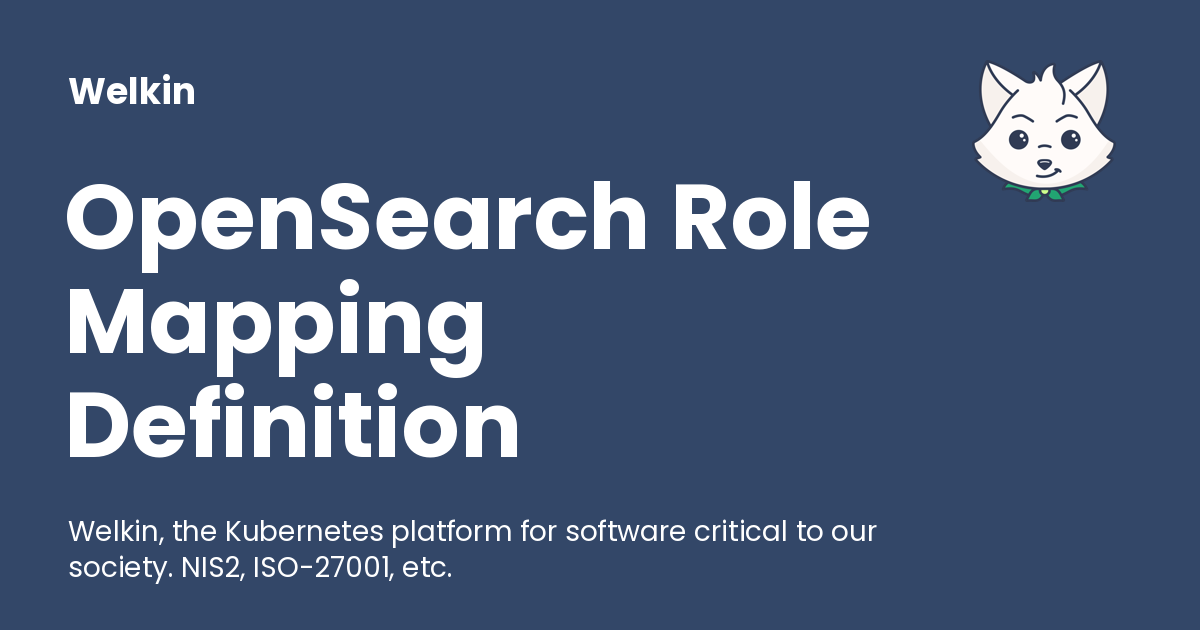 Welkin
OpenSearch Role
Mapping
Definition
Welkin, the Kubernetes platform for software critical to our
society. NIS2, ISO-27001, etc.